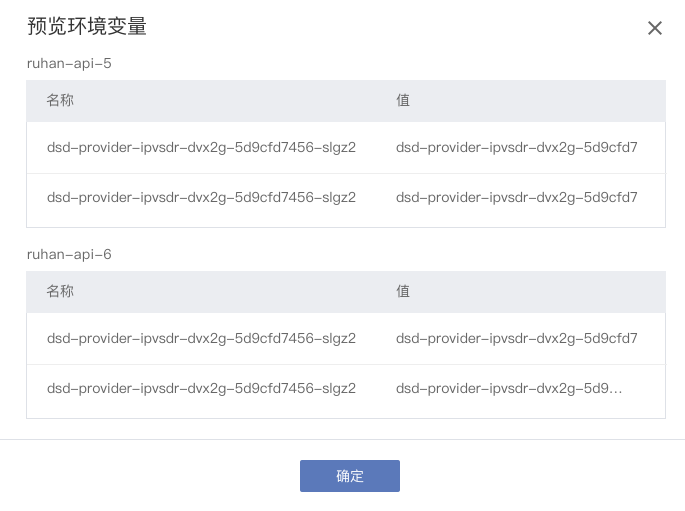 预览环境变量
ruhan-api-5
名称 值
dsd-provider-ipvsdr-dvx2g-5d9cfd7456-slgz2 dsd-provider-ipvsdr-dvx2g-5d9cfd7
dsd-provider-ipvsdr-dvx2g-5d9cfd7456-slgz2 dsd-provider-ipvsdr-dvx2g-5d9cfd7
ruhan-api-6
名称 值
dsd-provider-ipvsdr-dvx2g-5d9cfd7456-slgz2 dsd-provider-ipvsdr-dvx2g-5d9cfd7
dsd-provider-ipvsdr-dvx2g-5d9cfd7456-slgz2 dsd-provider-ipvsdr-dvx2g-5d9...
确定